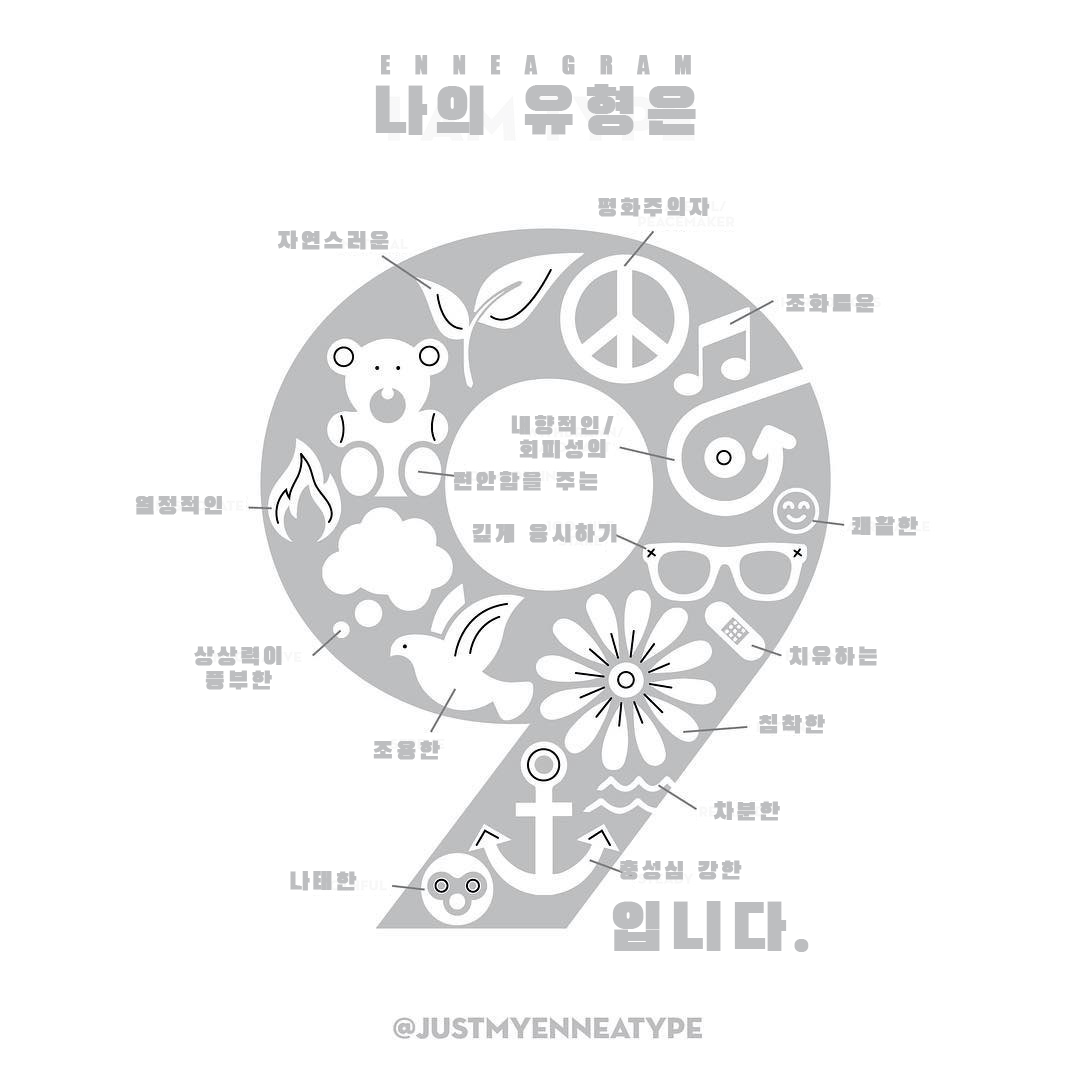 ENNEAGRAM
나의 유형은
평화주의자
자연스러운
조화로운
내향적인/
회피성의
편안함을 주는
열정적인
쾌활한
깊게 응시하기
상상력이
풍부한
치유하는
침착한
조용한
차분한
충성심 강한
나태한
입니다.
@JUSTMYENNEATYPE